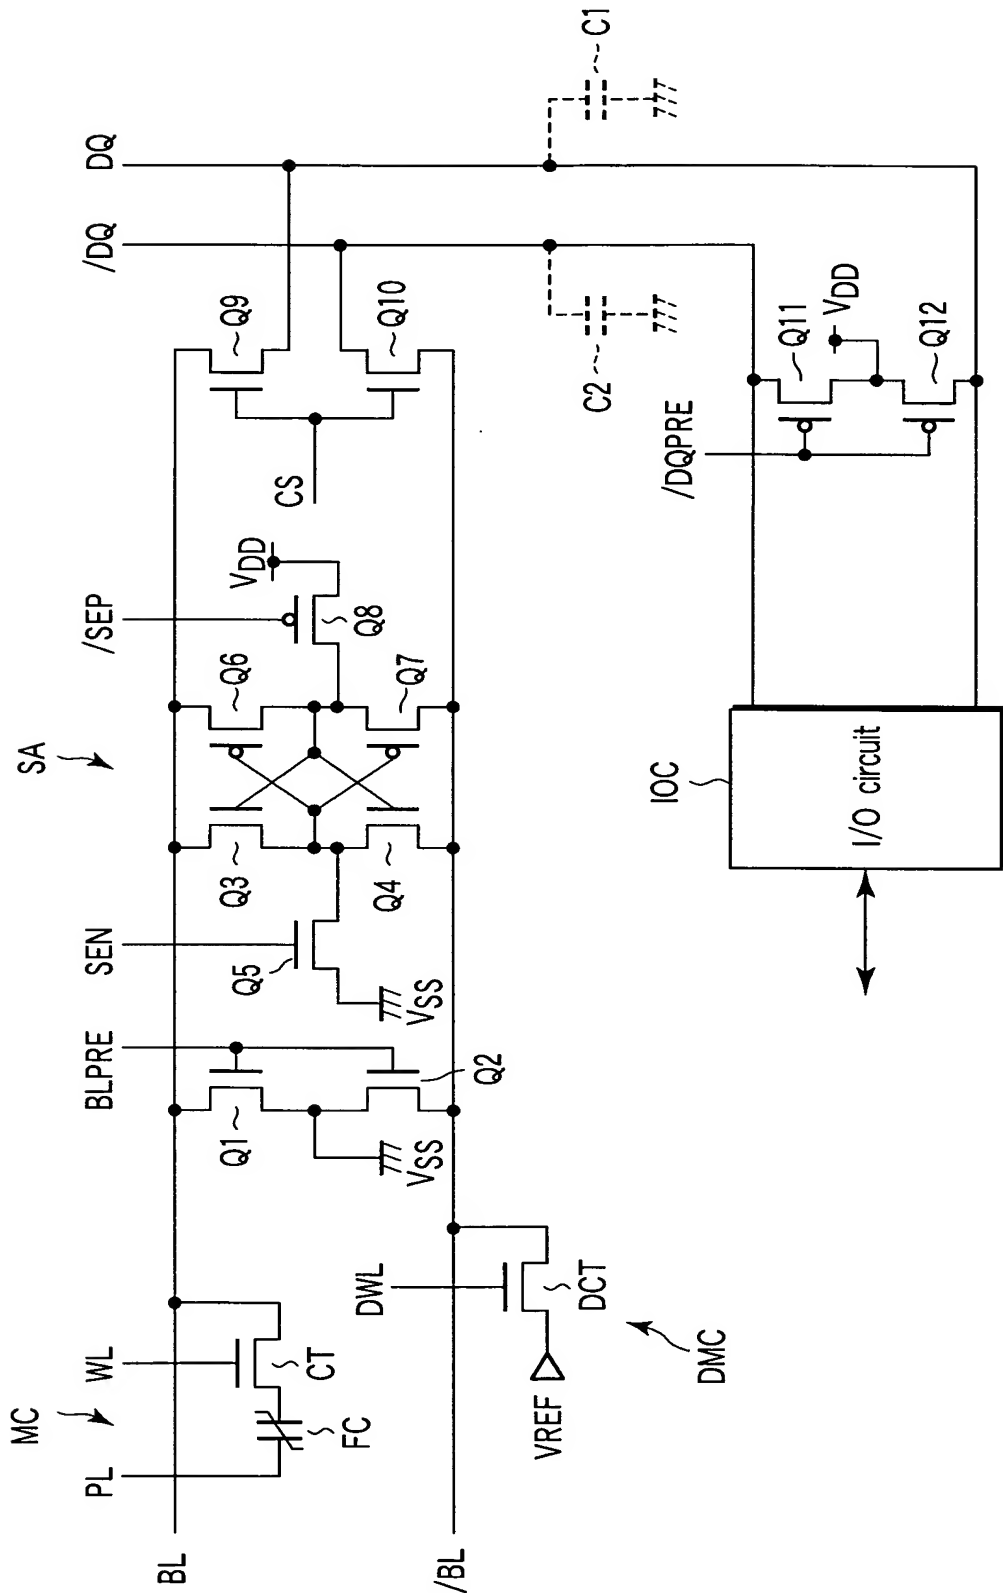 MC
SA
PL
WL
BLPRE
SEN
/SEP
/DQ
DQ
BL
FC
CT
Q1
VSS
Q5
VSS
Q3
Q4
Q6
Q7
VDD
Q8
CS
Q9
Q10
C1
C2
/BL
DWL
VREF
DCT
DMC
Q2
IOC
I/O circuit
/DQPRE
Q11
VDD
Q12